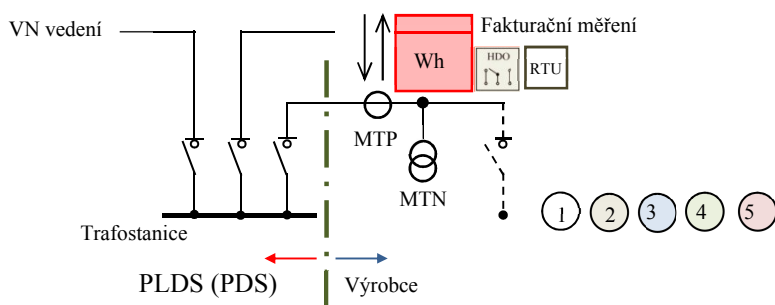 VN vedení
Fakturační měření
Wh
HDO
RTU
MTP
MTN
1 2 3 4 5
Trafostanice
PLDS (PDS)
Výrobce